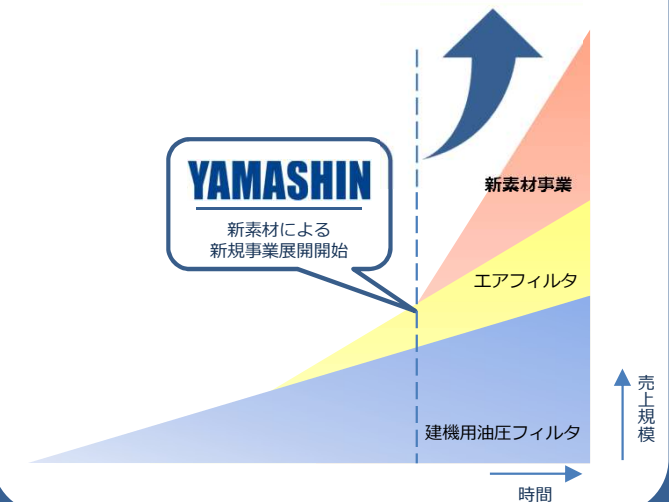 YAMASHIN
新素材による
新規事業展開開始
新素材事業
エアフィルタ
建機用油圧フィルタ
売上規模
時間